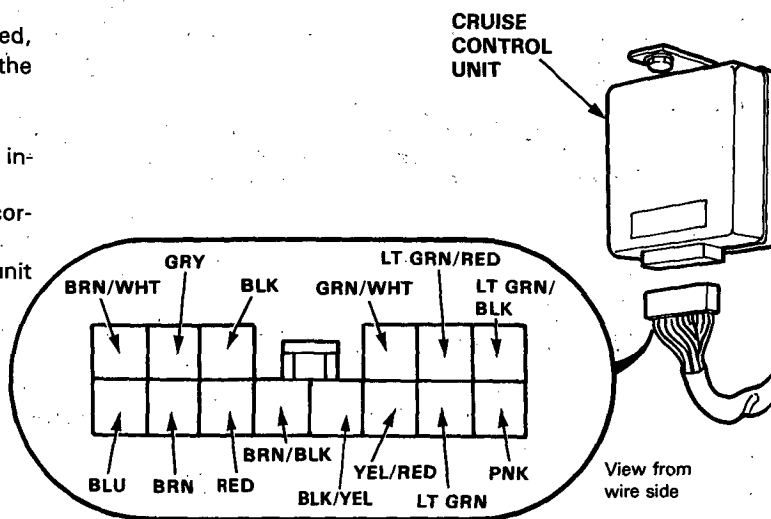 ed,
the
in-
cor-
unit
CRUISE
CONTROL
UNIT
GRY
LT GRN/RED
BRN/WHT
BLK
GRN/WHT
LT GRN/
BLK
BRN/BLK
YEL/RED
BLU
BRN
RED
BLK/YEL
LT GRN
PNK
View from
wire side